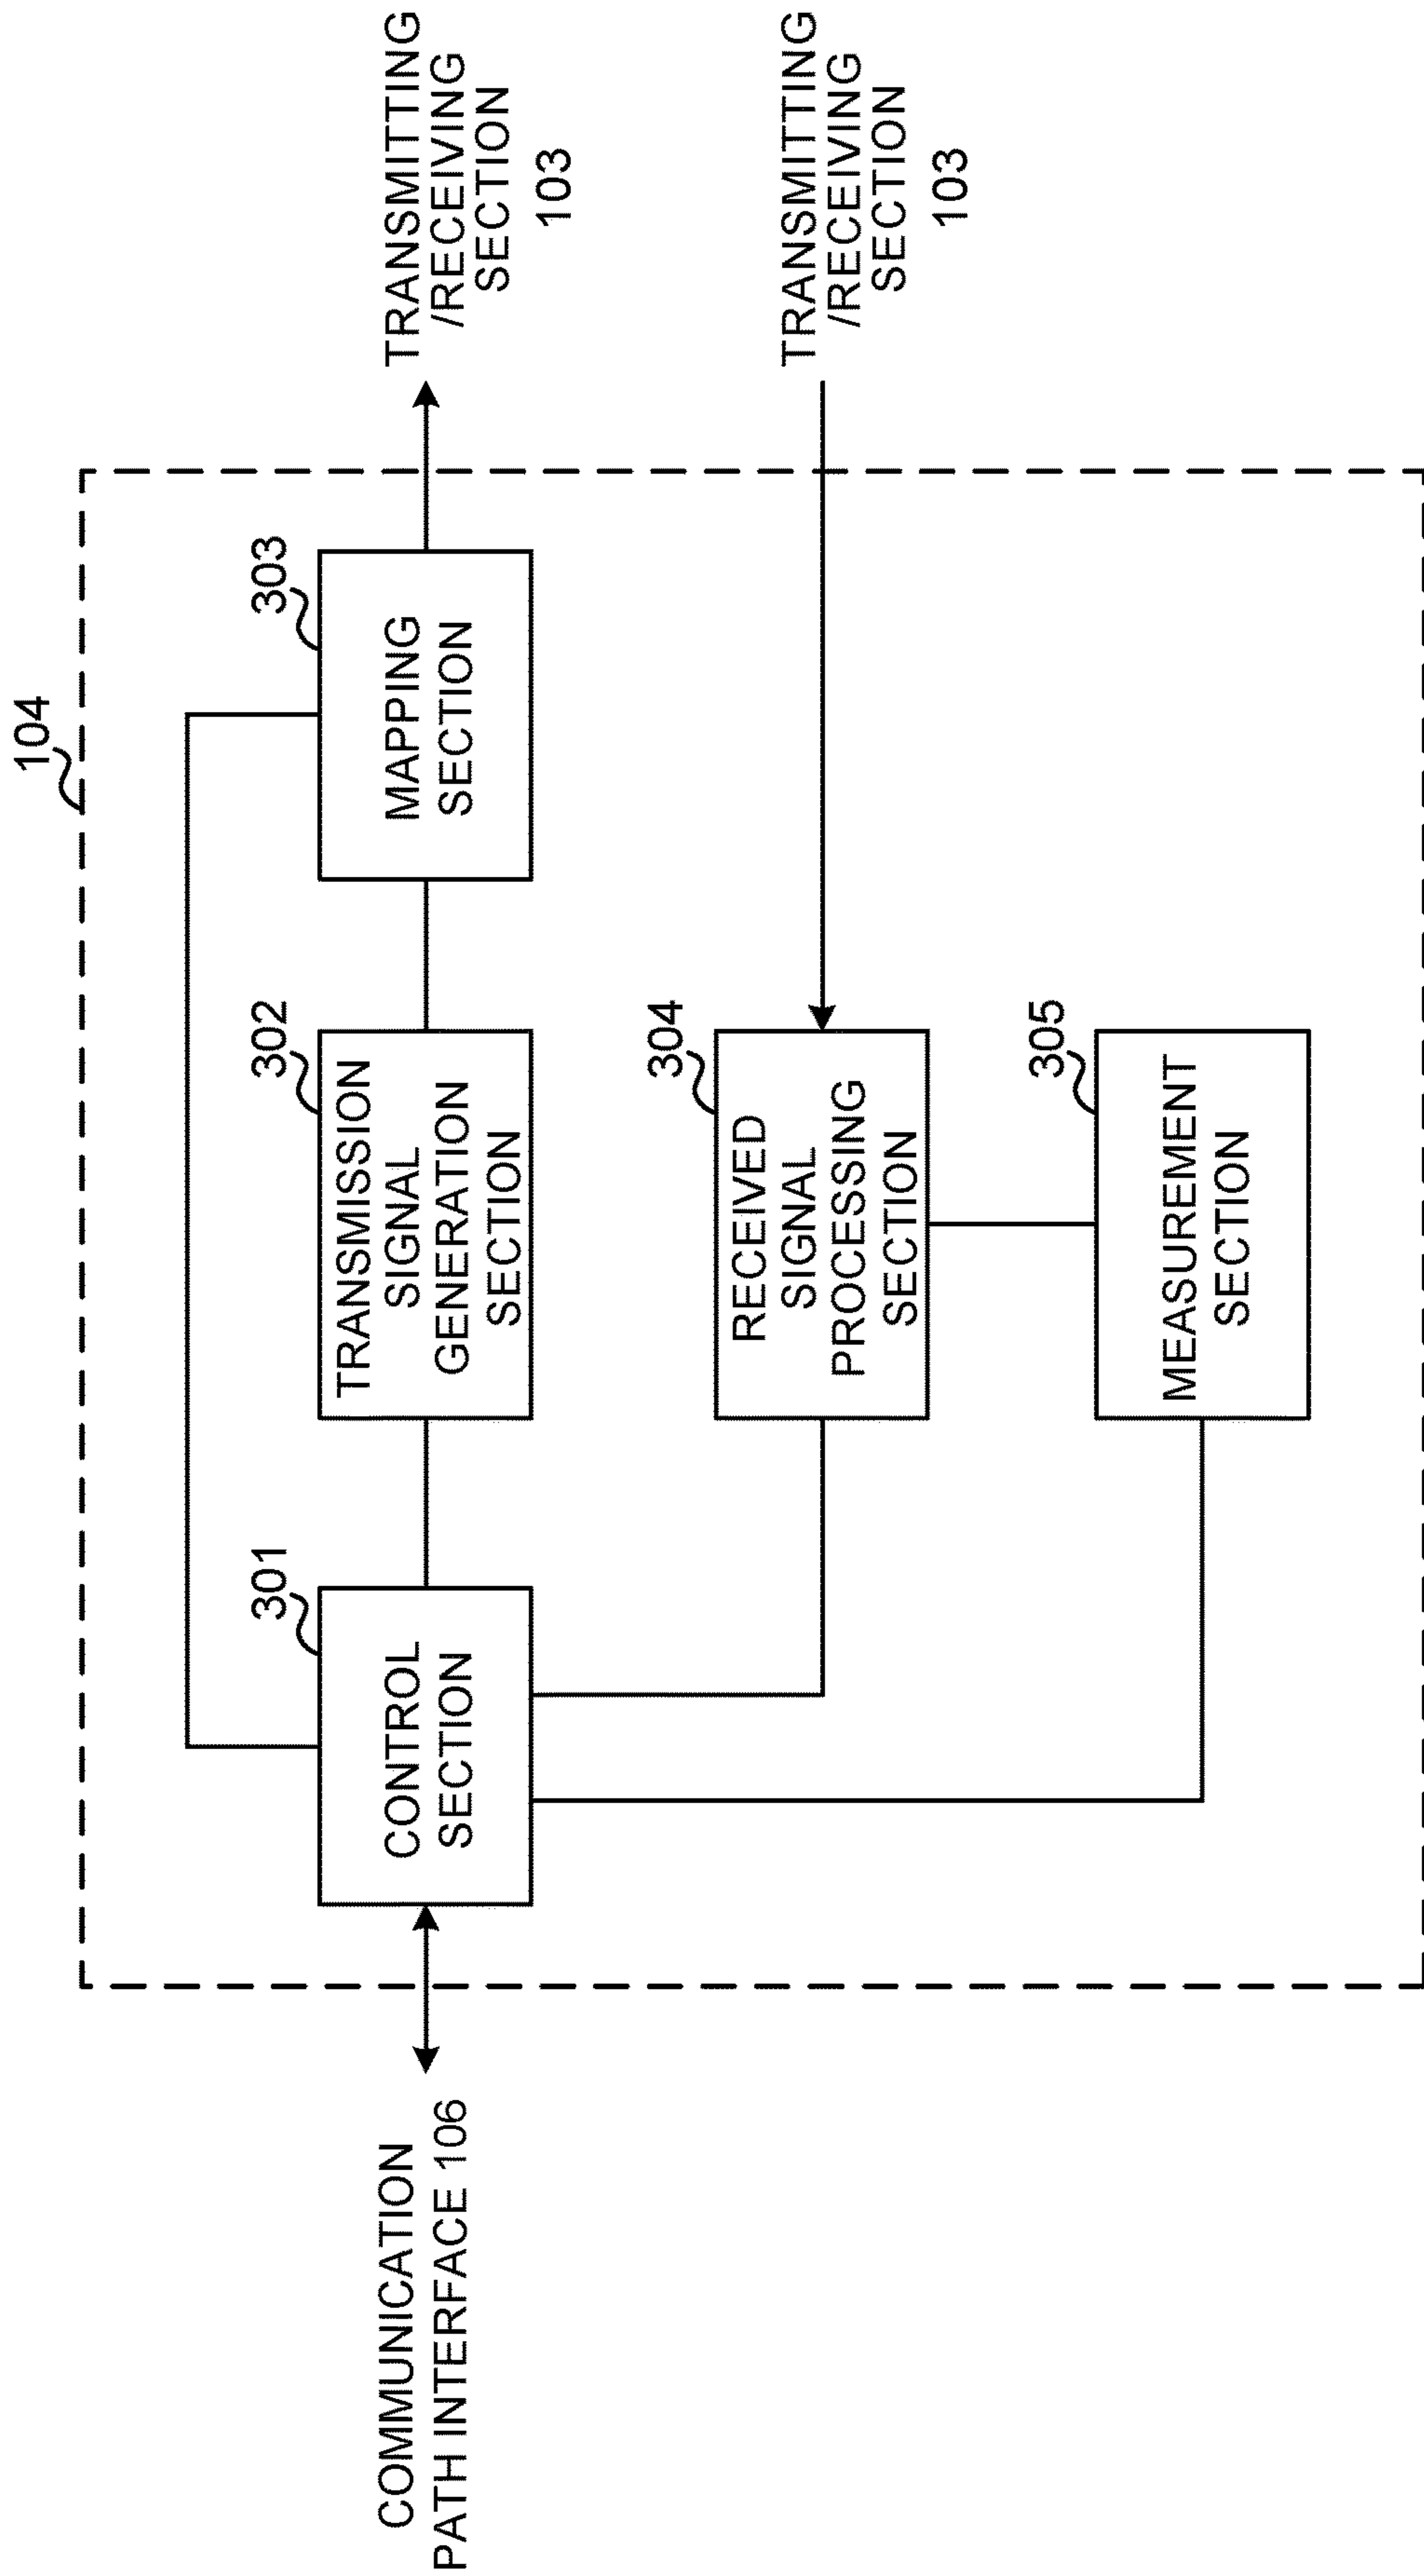 104
301
CONTROL
SECTION
302
TRANSMISSION
SIGNAL
GENERATION
SECTION
303
MAPPING
SECTION
TRANSMITTING
/RECEIVING
SECTION
103
COMMUNICATION
PATH INTERFACE 106
304
RECEIVED
SIGNAL
PROCESSING
SECTION
TRANSMITTING
/RECEIVING
SECTION
103
305
MEASUREMENT
SECTION